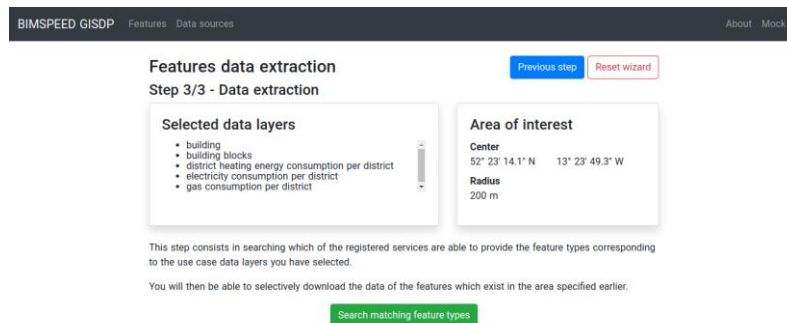 BIMSPEED GISDP Features Data sources About Mock
Features data extraction
Previous step Reset wizard
Step 3/3 - Data extraction
Selected data layers
• building
• building blocks
• district heating energy consumption per district
• electricity consumption per district
• gas consumption per district
Area of interest
Center
52° 23' 14.1" N 13° 23' 49.3" W
Radius
200 m
This step consists in searching which of the registered services are able to provide the feature types corresponding
to the use case data layers you have selected.
You will then be able to selectively download the data of the features which exist in the area specified earlier.
Search matching feature types